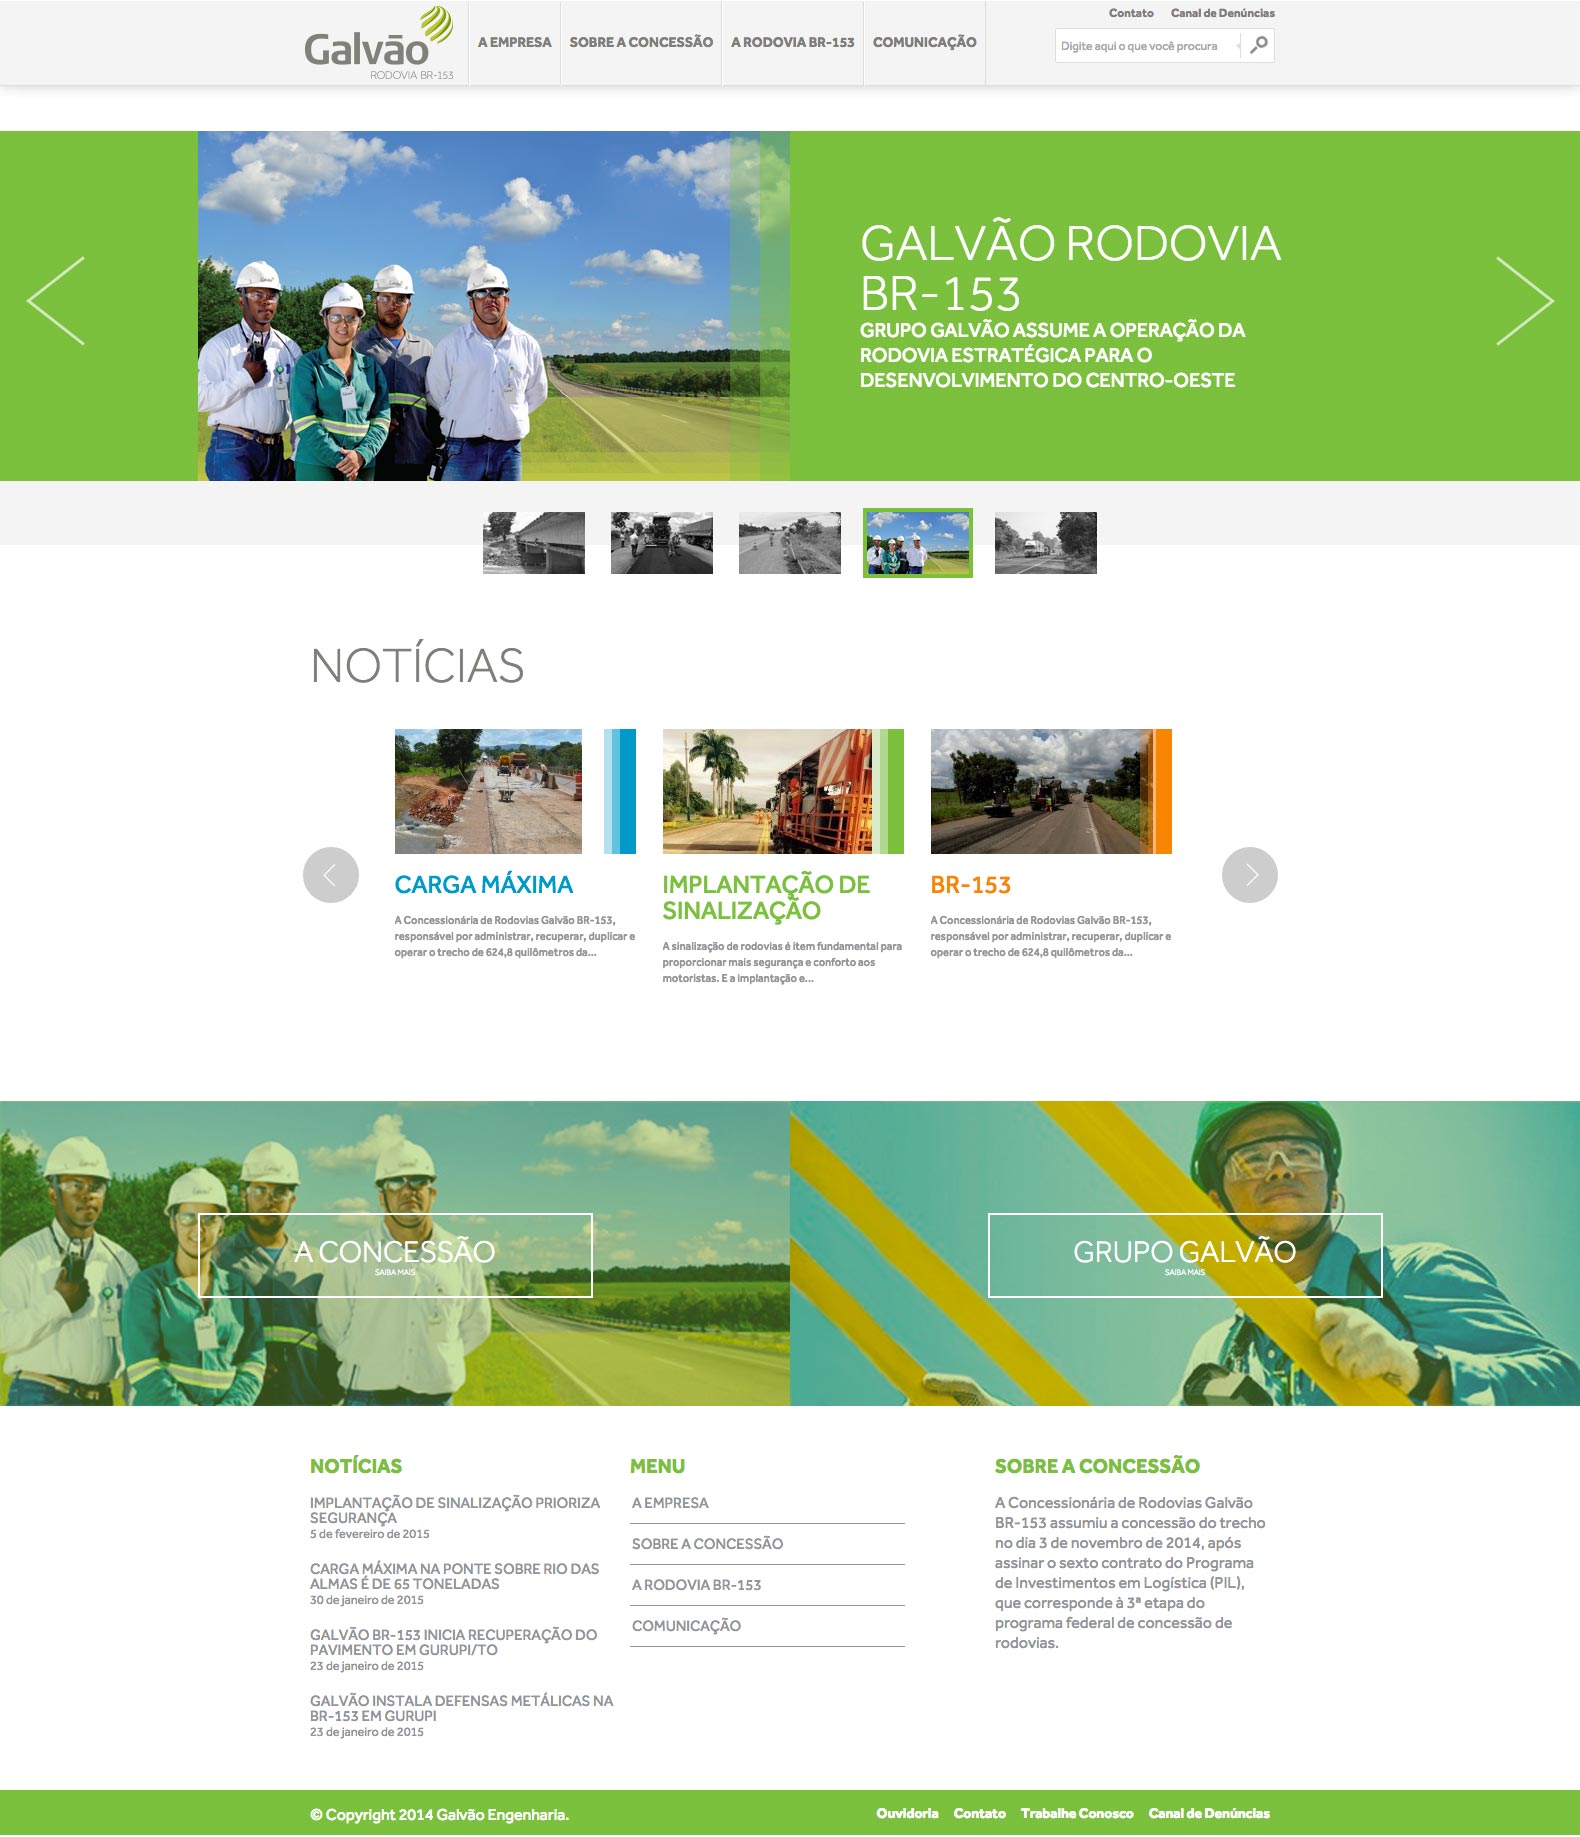 Contato Canal de Denúncias
Galvão
RODOVIA BR-153
A EMPRESA SOBRE A CONCESSÃO A RODOVIA BR-153 COMUNICAÇÃO
Digite aqui o que você procura
GALVÃO RODOVIA
BR-153
GRUPO GALVÃO ASSUME A OPERAÇÃO DA
RODOVIA ESTRATÉGICA PARA O
DESENVOLVIMENTO DO CENTRO-OESTE
NOTÍCIAS
CARGA MÁXIMA
A Concessionária de Rodovias Galvão BR-153,
responsável por administrar, recuperar, duplicar e
operar o trecho de 624,8 quilômetros da...
IMPLANTAÇÃO DE
SINALIZAÇÃO
A sinalização de rodovias é item fundamental para
proporcionar mais segurança e conforto aos
motoristas. E a implantação e...
BR-153
A Concessionária de Rodovias Galvão BR-153,
responsável por administrar, recuperar, duplicar e
operar o trecho de 624,8 quilômetros da...
A CONCESSÃO
SAIBA MAIS
GRUPO GALVÃO
SAIBA MAIS
NOTÍCIAS
IMPLANTAÇÃO DE SINALIZAÇÃO PRIORIZA
SEGURANÇA
5 de fevereiro de 2015
CARGA MÁXIMA NA PONTE SOBRE RIO DAS
ALMAS É DE 65 TONELADAS
30 de janeiro de 2015
GALVÃO BR-153 INICIA RECUPERAÇÃO DO
PAVIMENTO EM GURUPI/TO
23 de janeiro de 2015
GALVÃO INSTALA DEFENSAS METÁLICAS NA
BR-153 EM GURUPI
23 de janeiro de 2015
MENU
A EMPRESA
SOBRE A CONCESSÃO
A RODOVIA BR-153
COMUNICAÇÃO
SOBRE A CONCESSÃO
A Concessionária de Rodovias Galvão
BR-153 assumiu a concessão do trecho
no dia 3 de novembro de 2014, após
assinar o sexto contrato do Programa
de Investimentos em Logística (PIL),
que corresponde à 3ª etapa do
programa federal de concessão de
rodovias.
© Copyright 2014 Galvão Engenharia.
Ouvidoria Contato Trabalhe Conosco Canal de Denúncias